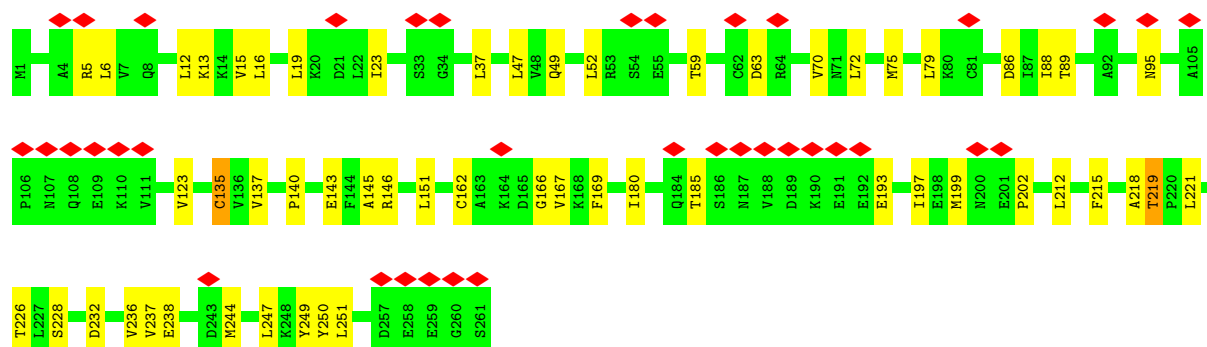 M1 A4 R5 L6 V7 Q8 L12 K13 K14 V15 L16 L19 K20 D21 L22 I23 S33 G34 L37 L47 V48 Q49 L52 R53 S54 E55 T59 C62 D63 R64 V70 N71 L72 M75 L79 K80 C81 D86 I87 I88 T89 A92 N95 A105
P106 N107 Q108 E109 K110 V111 V123 C135 V136 V137 P140 E143 F144 A145 R146 L151 C162 A163 K164 D165 G166 V167 K168 F169 I180 Q184 T185 S186 N187 V188 D189 K190 E191 E192 E193 I197 E198 M199 N200 E201 P202 L212 F215 A218 T219 P220 L221
T226 L227 S228 D232 V236 V237 E238 D243 M244 L247 K248 Y249 Y250 L251 D257 E258 E259 G260 S261